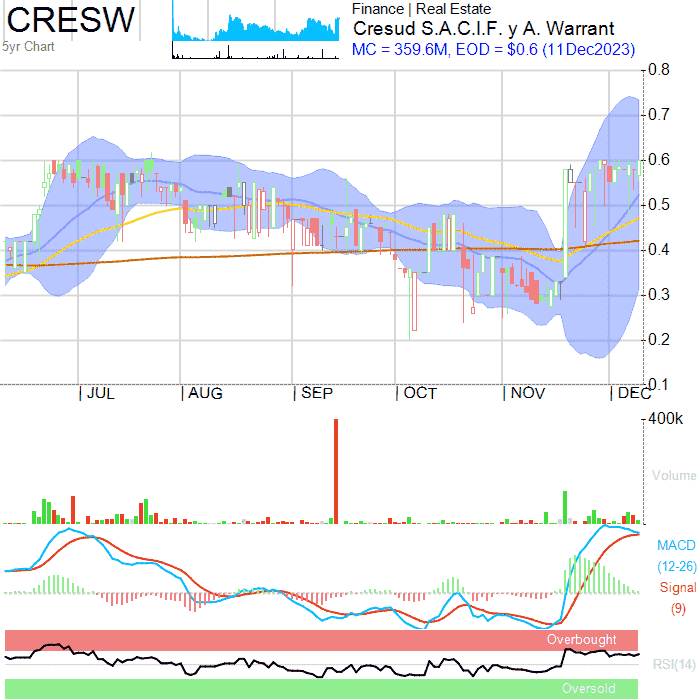 CRESW
5yr Chart
Finance | Real Estate
Cresud S.A.C.I.F. y A. Warrant
MC = 359.6M, EOD = $0.6 (11Dec2023)
0.8
0.7
0.6
0.5
0.4
0.3
0.2
0.1
JUL AUG SEP OCT NOV DEC
400k
Volume
MACD
(12-26)
Signal
(9)
Overbought
RSI(14)
Oversold